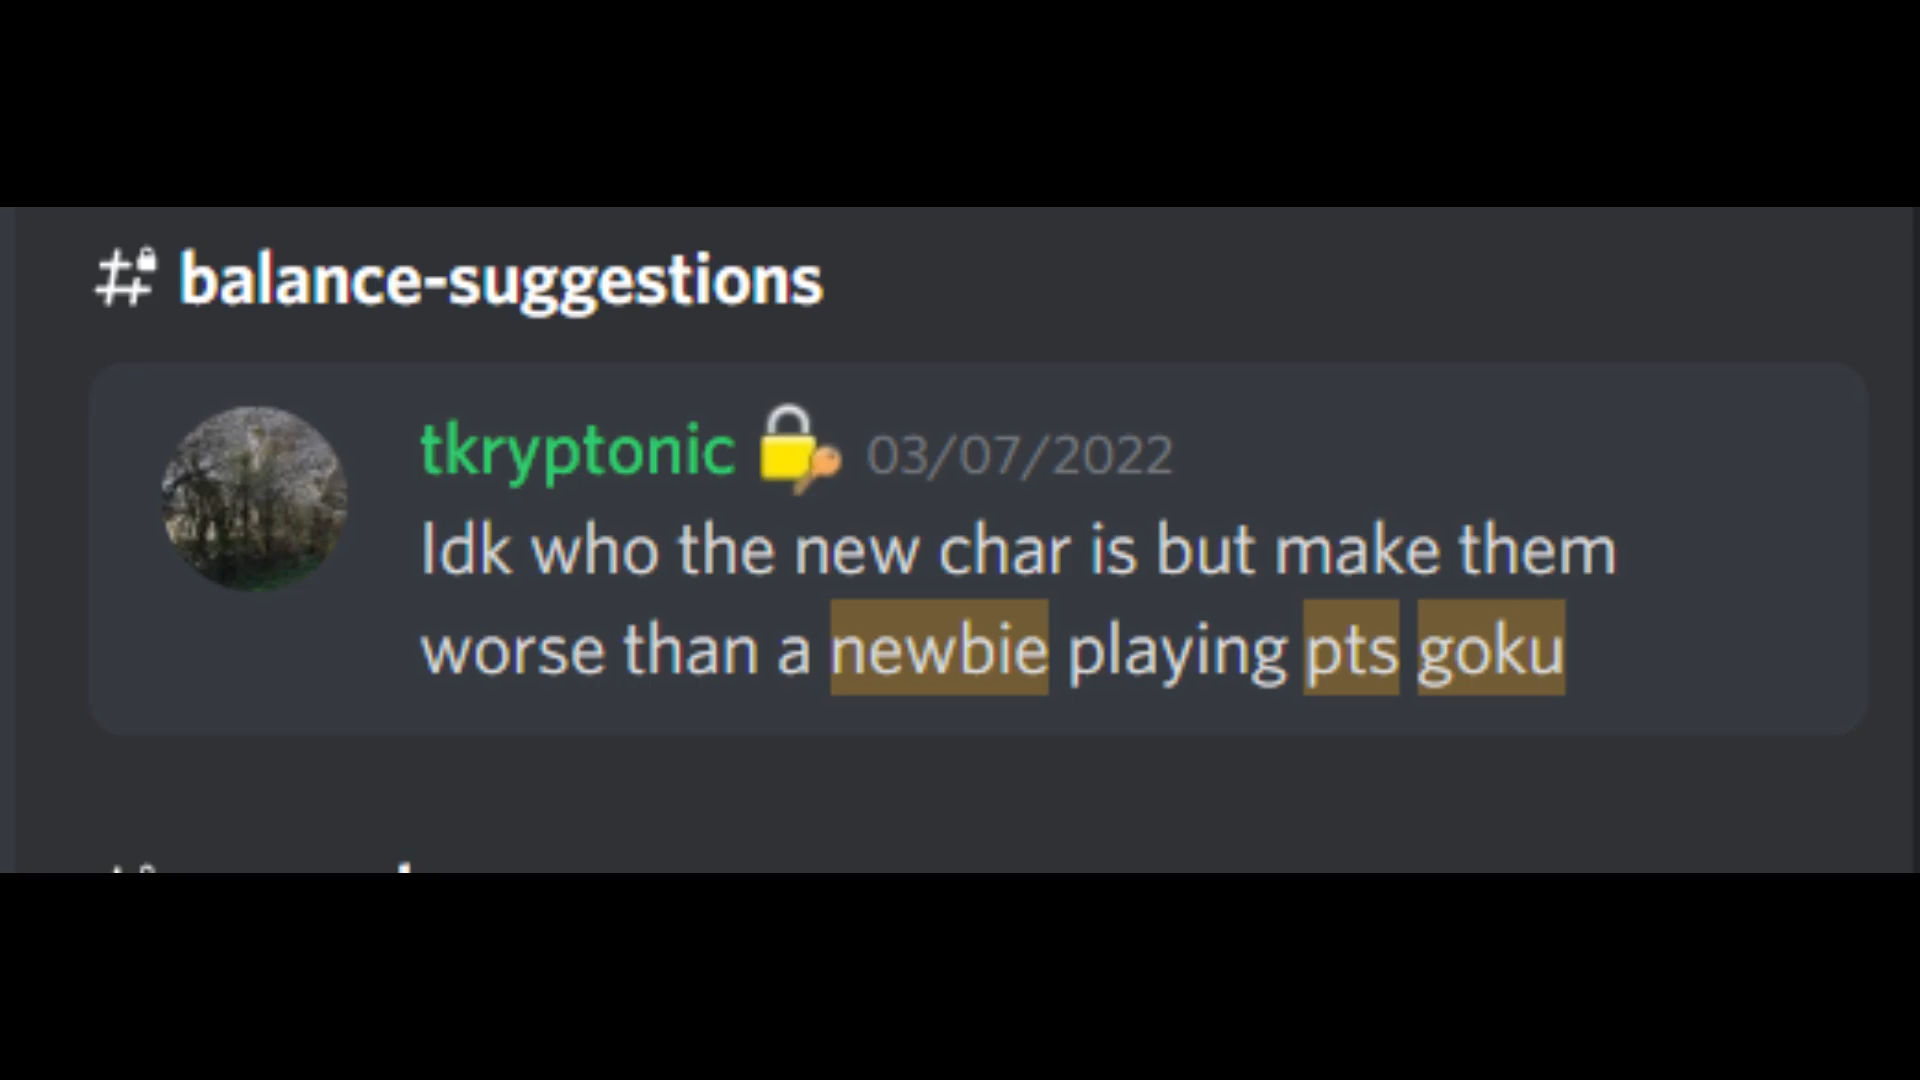 # balance-suggestions
tkryptonic 🔐 03/07/2022
Idk who the new char is but make them
worse than a newbie playing pts goku